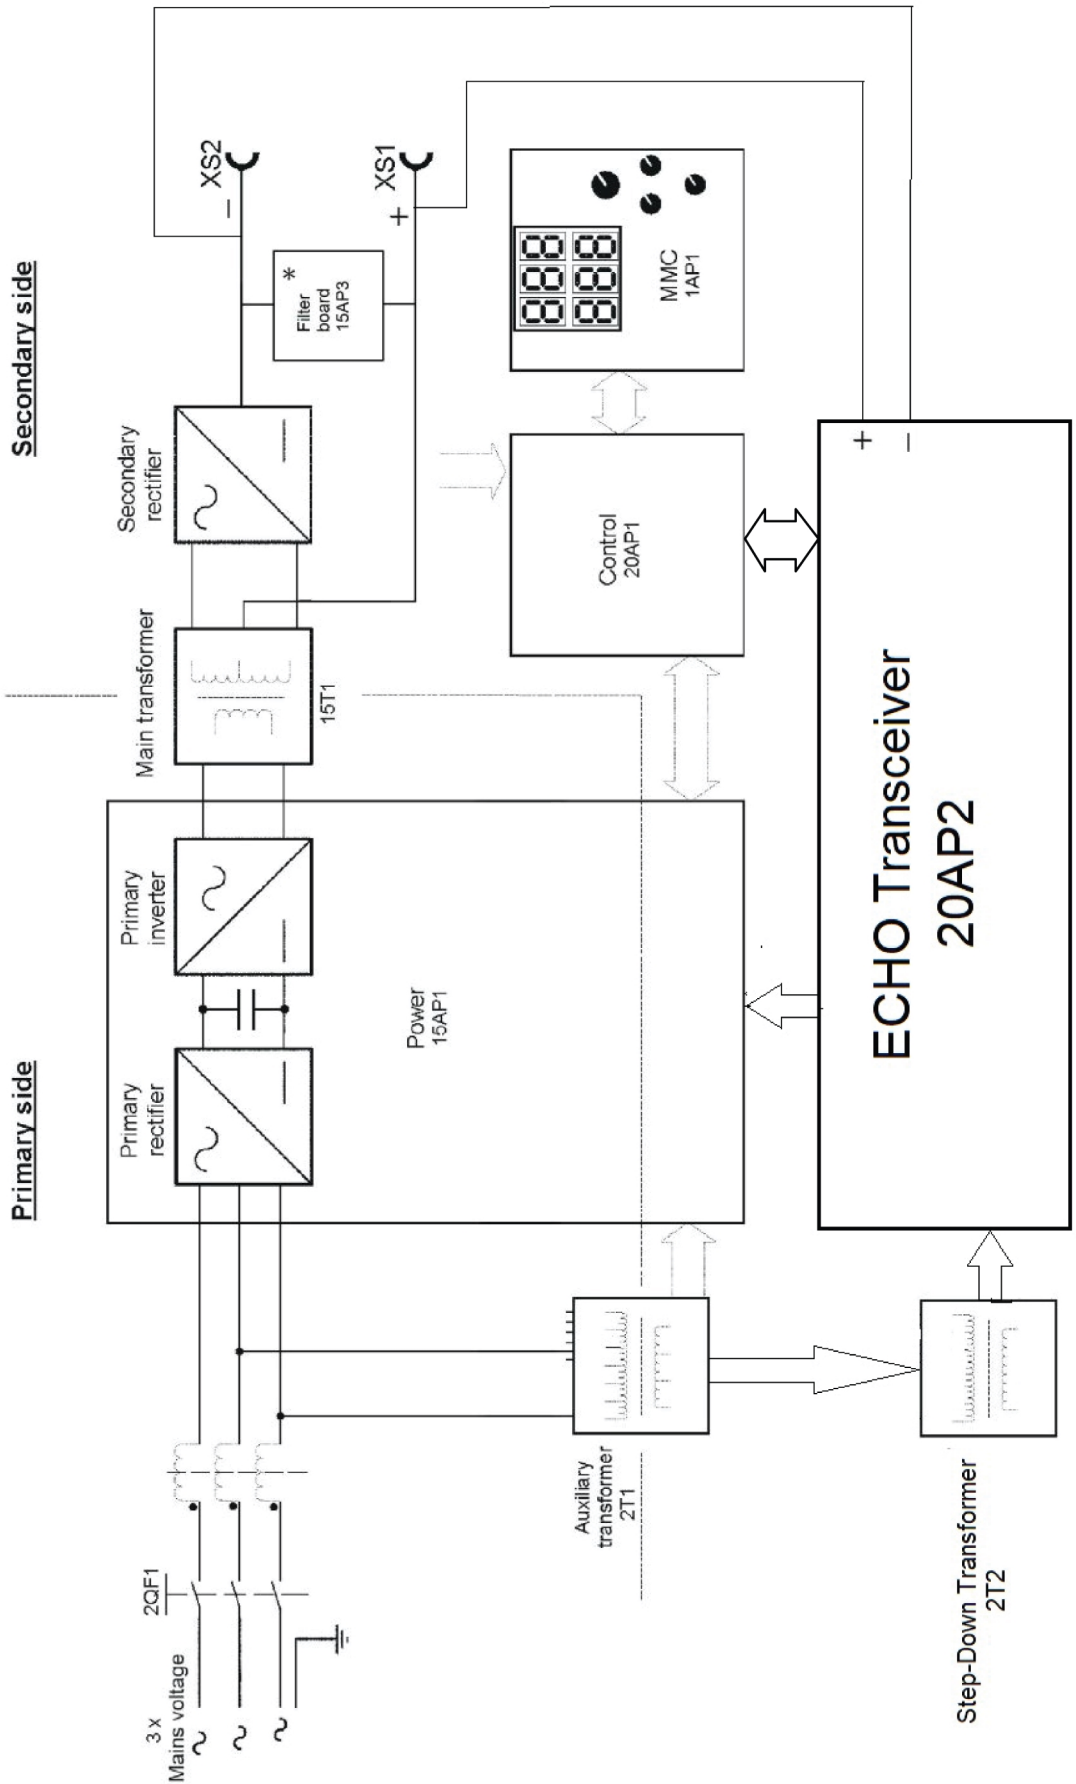 Primary side
Secondary side
3 x
Mains voltage
2QF1
Primary
rectifier
Primary
inverter
Main transformer
15T1
Secondary
rectifier
XS2
–
Filter
board
15AP3
*
XS1
+
Power
15AP1
Control
20AP1
MMC
1AP1
888
888
Auxiliary
transformer
2T1
ECHO Transceiver
20AP2
+
–
Step-Down Transformer
2T2